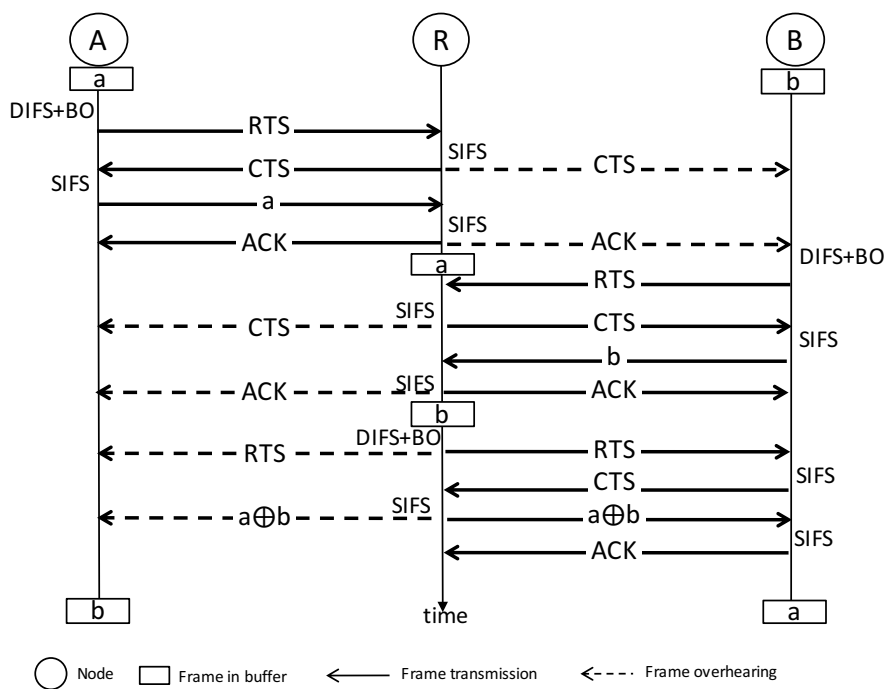 A R B
a b
DIFS+BO
RTS
SIFS
CTS CTS
SIFS
a
SIFS
ACK ACK
DIFS+BO
a
RTS
SIFS
CTS CTS
SIFS
b
ACK SIFS ACK
b
DIFS+BO
RTS RTS
CTS SIFS
SIFS
a⊕b a⊕b
SIFS
ACK
b time a
Node Frame in buffer Frame transmission Frame overhearing